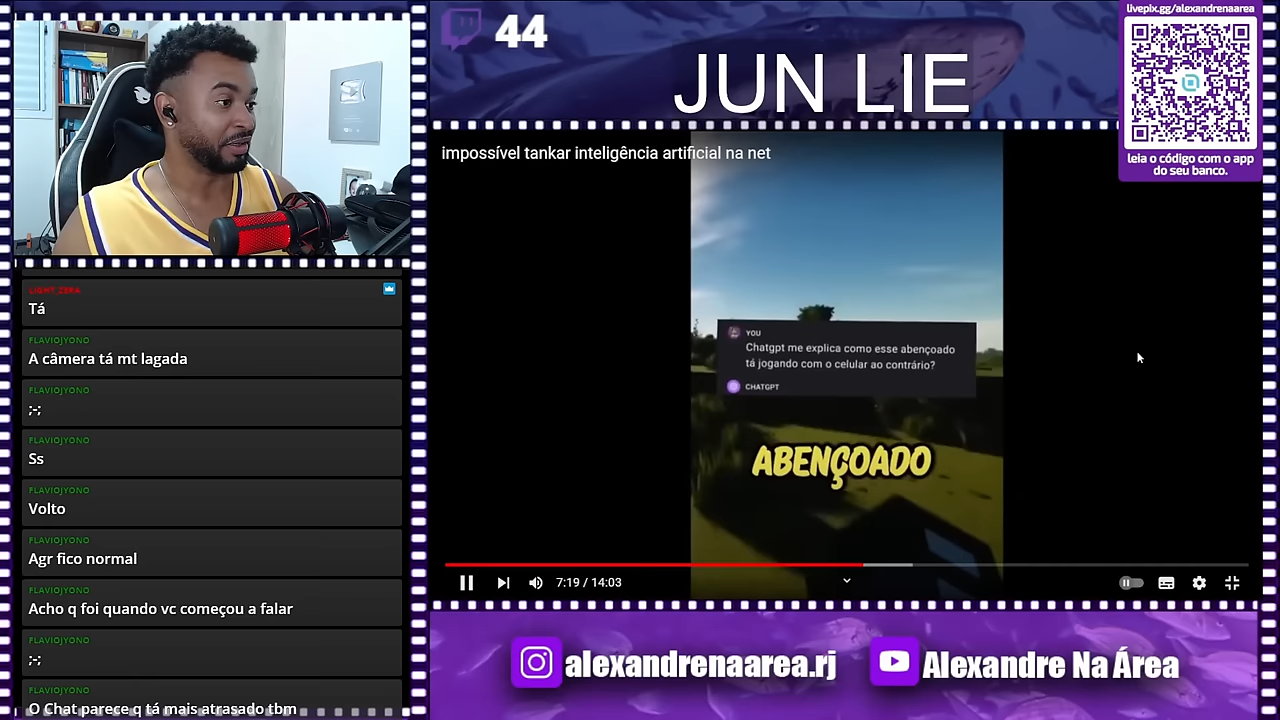 44
JUN LIE
livepix.gg/alexandrenaarea
leia o código com o app
do seu banco.
impossível tankar inteligência artificial na net
YOU
Chatgpt me explica como esse abençoado
tá jogando com o celular ao contrário?
CHATGPT
ABENÇOADO
7:19 / 14:03
LIGHT ZERA
Tá
FLAVIOJYONO
A câmera tá mt lagada
FLAVIOJYONO
;-;
FLAVIOJYONO
Ss
FLAVIOJYONO
Volto
FLAVIOJYONO
Agr fico normal
FLAVIOJYONO
Acho q foi quando vc começou a falar
FLAVIOJYONO
;-;
FLAVIOJYONO
O Chat parece q tá mais atrasado tbm
alexandrenaarea.rj
Alexandre Na Área